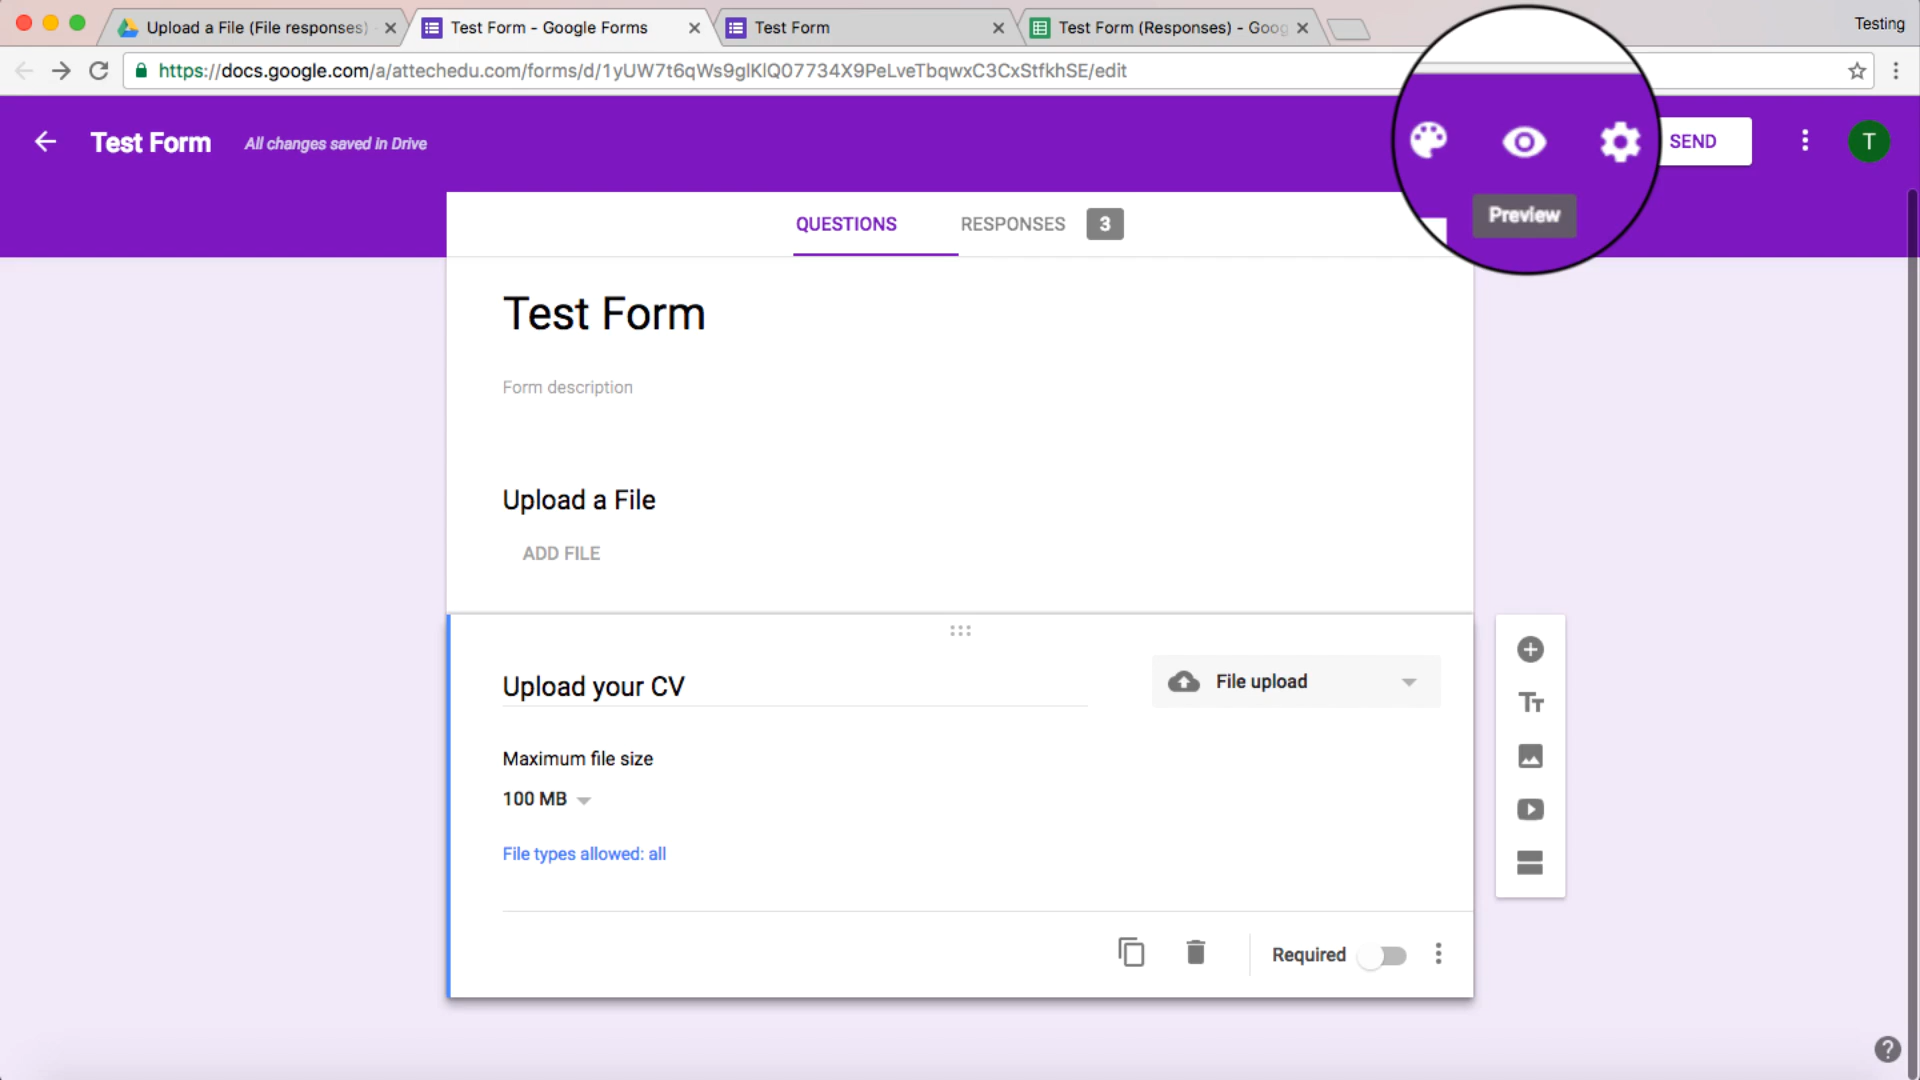 Upload a File (File responses)
Test Form - Google Forms
Test Form
Test Form (Responses) - Goog
Testing
https://docs.google.com/a/attechedu.com/forms/d/1yUW7t6qWs9glKlQ07734X9PeLveTbqwxC3CxStfkhSE/edit
Test Form
All changes saved in Drive
SEND
T
Preview
QUESTIONS
RESPONSES
3
Test Form
Form description
Upload a File
ADD FILE
Upload your CV
File upload
Maximum file size
100 MB
File types allowed: all
Required